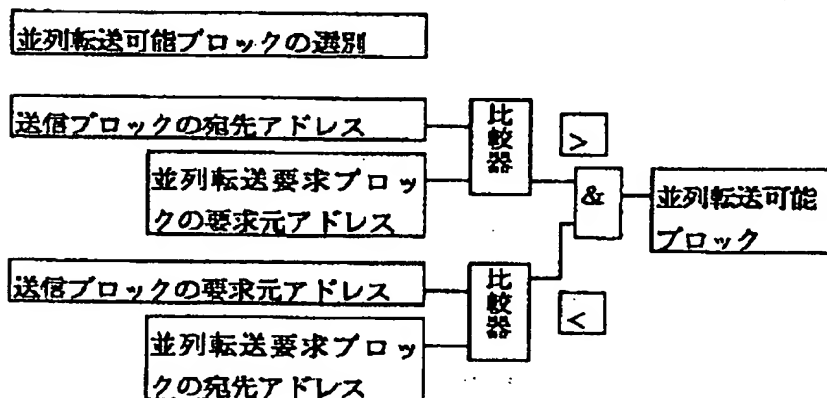 並列転送可能ブロックの選別
送信ブロックの宛先アドレス
並列転送要求ブロッ
クの要求元アドレス
比較器
>
&
並列転送可能
ブロック
送信ブロックの要求元アドレス
並列転送要求ブロッ
クの宛先アドレス
比較器
<